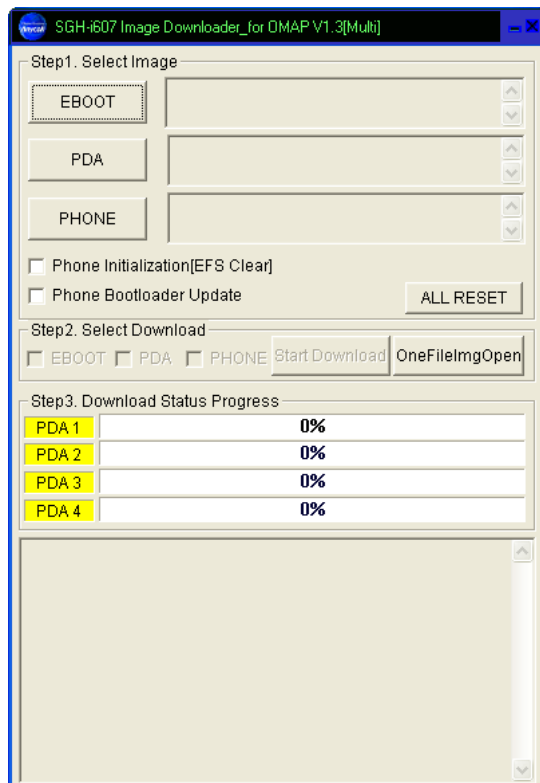 Anycall SGH-i607 Image Downloader_for OMAP V1.3[Multi]
Step1. Select Image
EBOOT
PDA
PHONE
Phone Initialization[EFS Clear]
Phone Bootloader Update
ALL RESET
Step2. Select Download
EBOOT PDA PHONE Start Download OneFileImgOpen
Step3. Download Status Progress
PDA 1 0%
PDA 2 0%
PDA 3 0%
PDA 4 0%